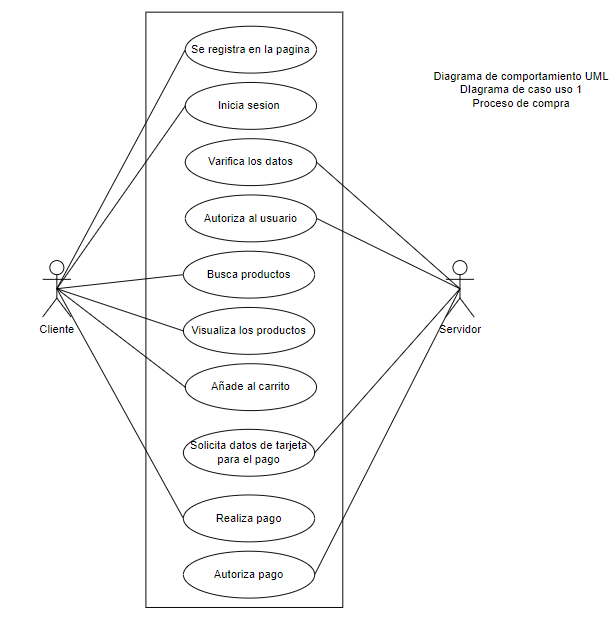 Se registra en la pagina
Diagrama de comportamiento UML
DIagrama de caso uso 1
Proceso de compra
Inicia sesion
Varifica los datos
Autoriza al usuario
Busca productos
Cliente
Servidor
Visualiza los productos
Añade al carrito
Solicita datos de tarjeta
para el pago
Realiza pago
Autoriza pago